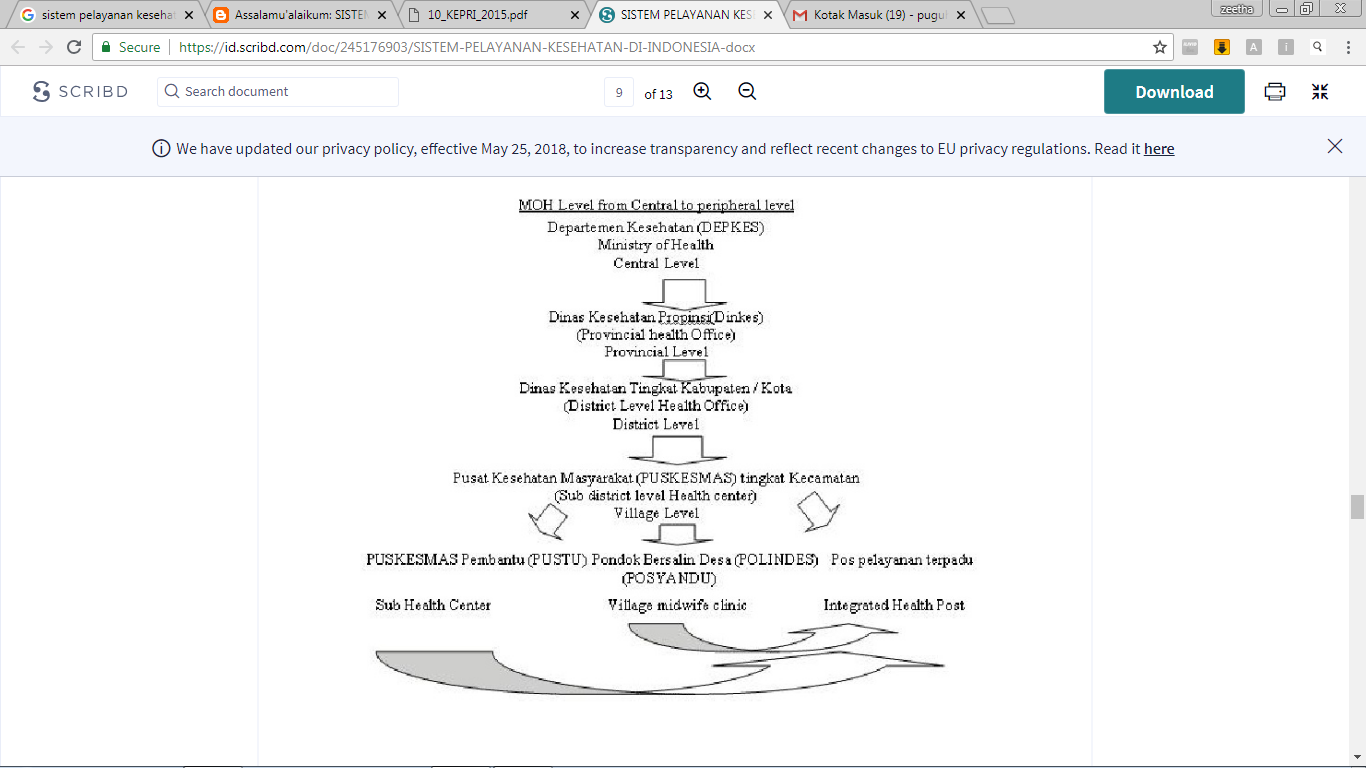 sistem pelayanan kesehat
Assalamu'alaikum: SISTEM
10_KEPRI_2015.pdf
SISTEM PELAYANAN KES
Kotak Masuk (19) - pugul
zeetha
Secure
https://id.scribd.com/doc/245176903/SISTEM-PELAYANAN-KESEHATAN-DI-INDONESIA-docx
SCRIBD
Search document
9 of 13
Download
We have updated our privacy policy, effective May 25, 2018, to increase transparency and reflect recent changes to EU privacy regulations. Read it here
MOH Level from Central to peripheral level
Departemen Kesehatan (DEPKES)
Ministry of Health
Central Level
Dinas Kesehatan Propinsi(Dinkes)
(Provincial health Office)
Provincial Level
Dinas Kesehatan Tingkat Kabupaten / Kota
(District Level Health Office)
District Level
Pusat Kesehatan Masyarakat (PUSKESMAS) tingkat Kecamatan
(Sub district level Health center)
Village Level
PUSKESMAS Pembantu (PUSTU) Pondok Bersalin Desa (POLINDES) Pos pelayanan terpadu
(POSYANDU)
Sub Health Center Village midwife clinic Integrated Health Post